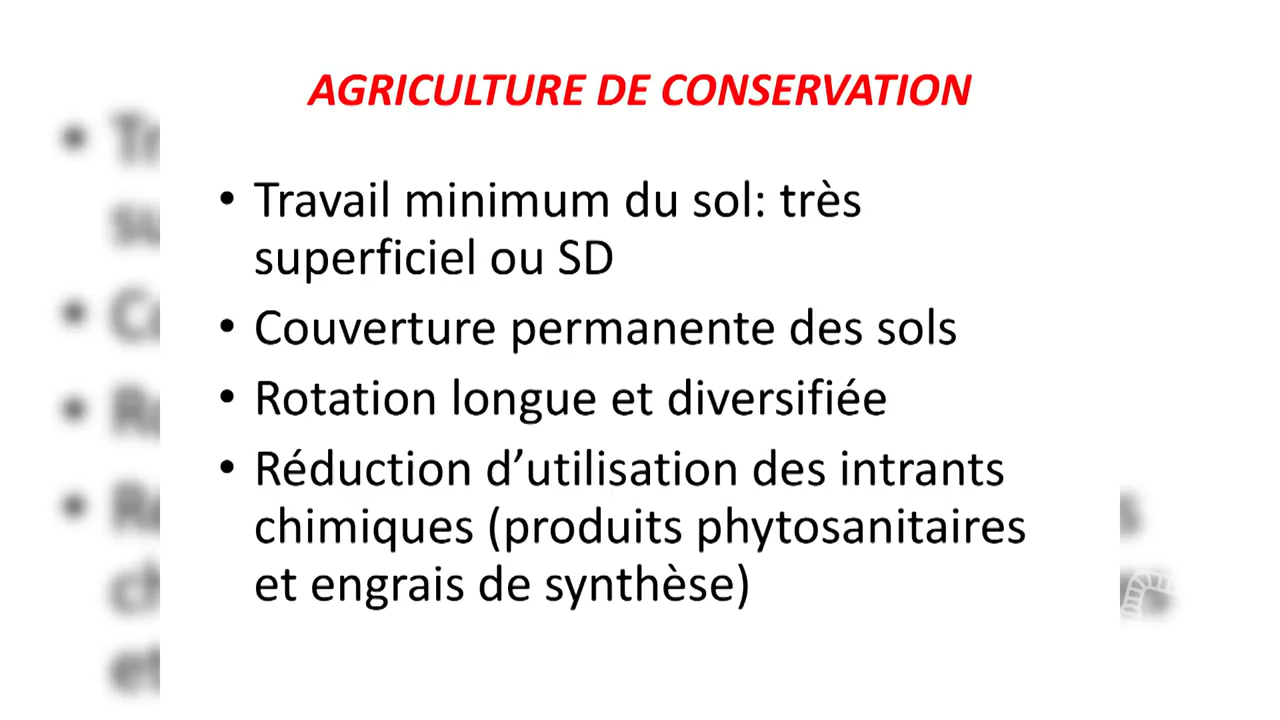 AGRICULTURE DE CONSERVATION
• Travail minimum du sol: très
superficiel ou SD
• Couverture permanente des sols
• Rotation longue et diversifiée
• Réduction d’utilisation des intrants
chimiques (produits phytosanitaires
et engrais de synthèse)